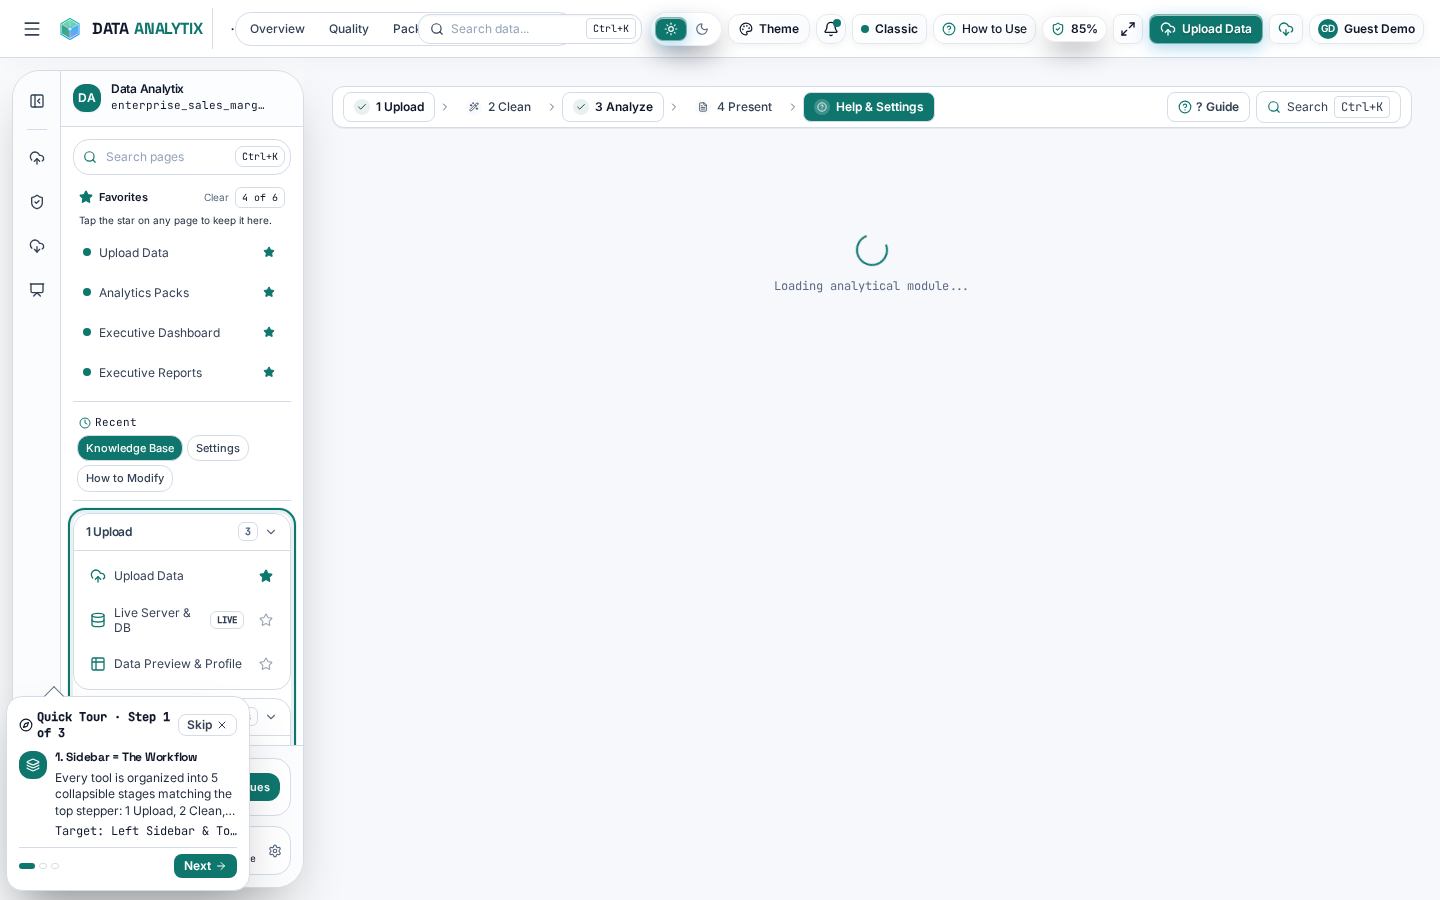 DATA ANALYTIX
Overview
Quality
Search data...
Ctrl+K
Theme
Classic
How to Use
85%
Upload Data
GD
Guest Demo
DA
Data Analytix
enterprise_sales_marg…
1 Upload
2 Clean
3 Analyze
4 Present
Help & Settings
? Guide
Search
Ctrl+K
Search pages
Ctrl+K
Favorites
Clear
4 of 6
Tap the star on any page to keep it here.
Upload Data
Analytics Packs
Executive Dashboard
Executive Reports
Loading analytical module...
Recent
Knowledge Base
Settings
How to Modify
1 Upload
3
Upload Data
Live Server &
DB
LIVE
Data Preview & Profile
Quick Tour · Step 1
of 3
Skip
1. Sidebar = The Workflow
Every tool is organized into 5
collapsible stages matching the
top stepper: 1 Upload, 2 Clean,…
Target: Left Sidebar & To…
Next